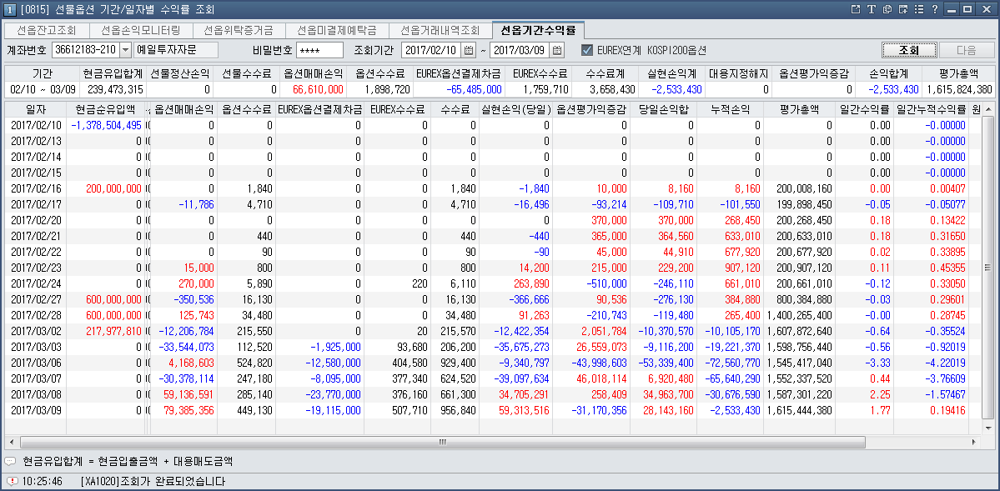 1 [0815] 선물옵션 기간/일자별 수익률 조회
선옵잔고조회 선옵손익모니터링 선옵위탁증거금 선옵미결제예탁금 선옵거래내역조회 선옵기간수익률
계좌번호 36612183-210 예일투자자문 비밀번호 **** 조회기간 2017/02/10 ~ 2017/03/09 EUREX연계 KOSPI200옵션 조회 다음
기간 현금유입합계 선물정산손익 선물수수료 옵션매매손익 옵션수수료 EUREX옵션결제차금 EUREX수수료 수수료계 실현손익계 대용지정해지 옵션평가익증감 손익합계 평가총액
02/10 ~ 03/09 239,473,315 0 0 66,610,000 1,898,720 -65,485,000 1,759,710 3,658,430 -2,533,430 0 0 -2,533,430 1,615,824,380
일자 현금순유입액 옵션매매손익 옵션수수료 EUREX옵션결제차금 EUREX수수료 수수료 실현손익(당일) 옵션평가익증감 당일손익합 누적손익 평가총액 일간수익률 일간누적수익률 원
2017/02/10 -1,378,504,495 0 0 0 0 0 0 0 0 0 0 0.00 -0.00000
2017/02/13 0 0 0 0 0 0 0 0 0 0 0 0.00 -0.00000
2017/02/14 0 0 0 0 0 0 0 0 0 0 0 0.00 -0.00000
2017/02/15 0 0 0 0 0 0 0 0 0 0 0 0.00 -0.00000
2017/02/16 200,000,000 0 1,840 0 0 1,840 -1,840 10,000 8,160 8,160 200,008,160 0.00 0.00407
2017/02/17 0 -11,786 4,710 0 0 4,710 -16,496 -93,214 -109,710 -101,550 199,898,450 -0.05 -0.05077
2017/02/20 0 0 0 0 0 0 0 370,000 370,000 268,450 200,268,450 0.18 0.13422
2017/02/21 0 0 440 0 0 440 -440 365,000 364,560 633,010 200,633,010 0.18 0.31650
2017/02/22 0 0 90 0 0 90 -90 45,000 44,910 677,920 200,677,920 0.02 0.33895
2017/02/23 0 15,000 800 0 0 800 14,200 215,000 229,200 907,120 200,907,120 0.11 0.45355
2017/02/24 0 270,000 5,890 0 220 6,110 263,890 -510,000 -246,110 661,010 200,661,010 -0.12 0.33050
2017/02/27 600,000,000 -350,536 16,130 0 0 16,130 -366,666 90,536 -276,130 384,880 800,384,880 -0.03 0.29601
2017/02/28 600,000,000 125,743 34,480 0 0 34,480 91,263 -210,743 -119,480 265,400 1,400,265,400 -0.00 0.28745
2017/03/02 217,977,810 -12,206,784 215,550 0 20 215,570 -12,422,354 2,051,784 -10,370,570 -10,105,170 1,607,872,640 -0.64 -0.35524
2017/03/03 0 -33,544,073 112,520 -1,925,000 93,680 206,200 -35,675,273 26,559,073 -9,116,200 -19,221,370 1,598,756,440 -0.56 -0.92019
2017/03/06 0 4,168,603 524,820 -12,580,000 404,580 929,400 -9,340,797 -43,998,603 -53,339,400 -72,560,770 1,545,417,040 -3.33 -4.22019
2017/03/07 0 -30,378,114 247,180 -8,095,000 377,340 624,520 -39,097,634 46,018,114 6,920,480 -65,640,290 1,552,337,520 0.44 -3.76609
2017/03/08 0 59,136,591 285,140 -23,770,000 376,160 661,300 34,705,291 258,409 34,963,700 -30,676,590 1,587,301,220 2.25 -1.57467
2017/03/09 0 79,385,356 449,130 -19,115,000 507,710 956,840 59,313,516 -31,170,356 28,143,160 -2,533,430 1,615,444,380 1.77 0.19416
현금유입합계 = 현금입출금액 + 대용매도금액
10:25:46 [XA1020]조회가 완료되었습니다